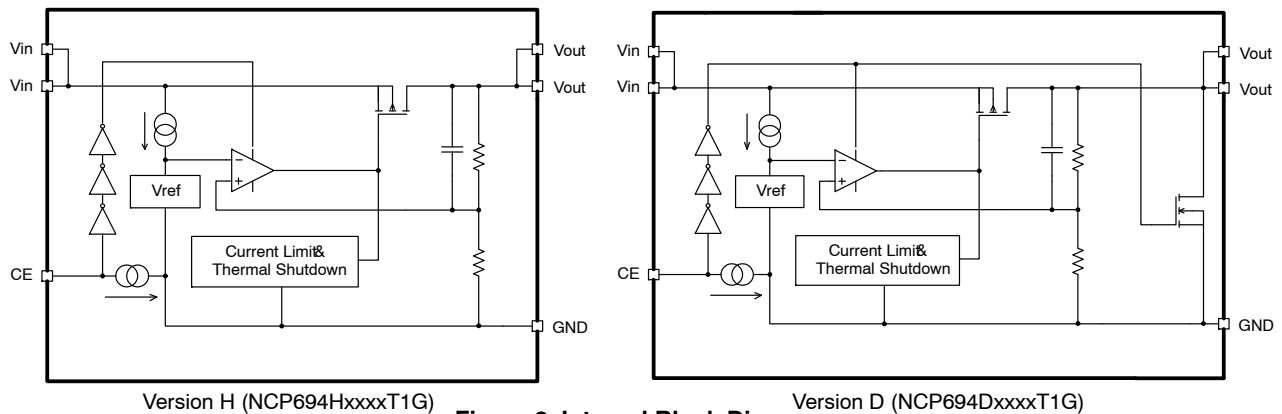 Vin
Vin
Vref
−
+
Current Limit&
Thermal Shutdown
CE
Vout
Vout
GND
Version H (NCP694HxxxxT1G)
Vin
Vin
Vref
−
+
Current Limit&
Thermal Shutdown
CE
Vout
Vout
GND
Version D (NCP694DxxxxT1G)